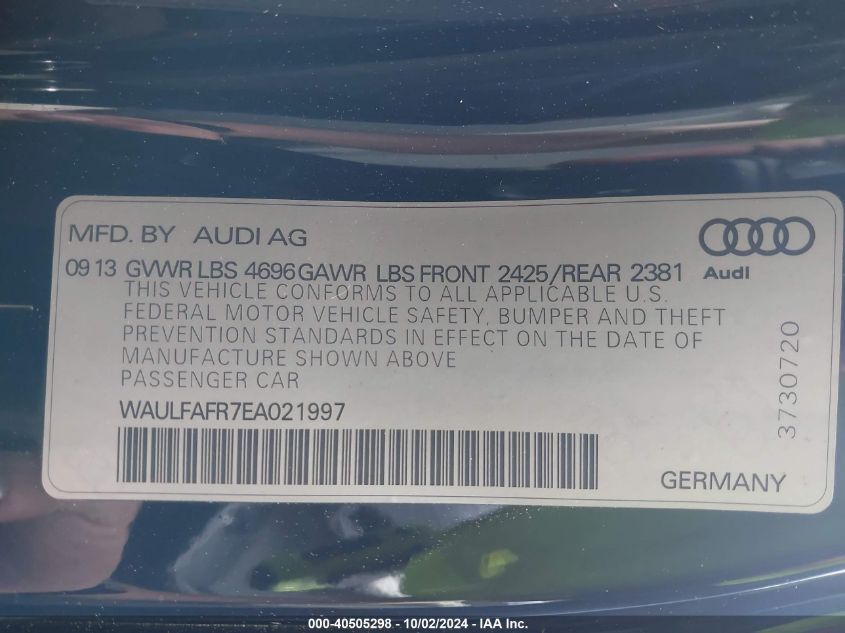 MFD. BY AUDI AG
Audi
09 13 GVWR LBS 4696 GAWR LBS FRONT 2425/REAR 2381
THIS VEHICLE CONFORMS TO ALL APPLICABLE U.S.
FEDERAL MOTOR VEHICLE SAFETY, BUMPER AND THEFT
PREVENTION STANDARDS IN EFFECT ON THE DATE OF
MANUFACTURE SHOWN ABOVE
PASSENGER CAR
WAULFAFR7EA021997
3730720
GERMANY
000-40505298 - 10/02/2024 - IAA Inc.